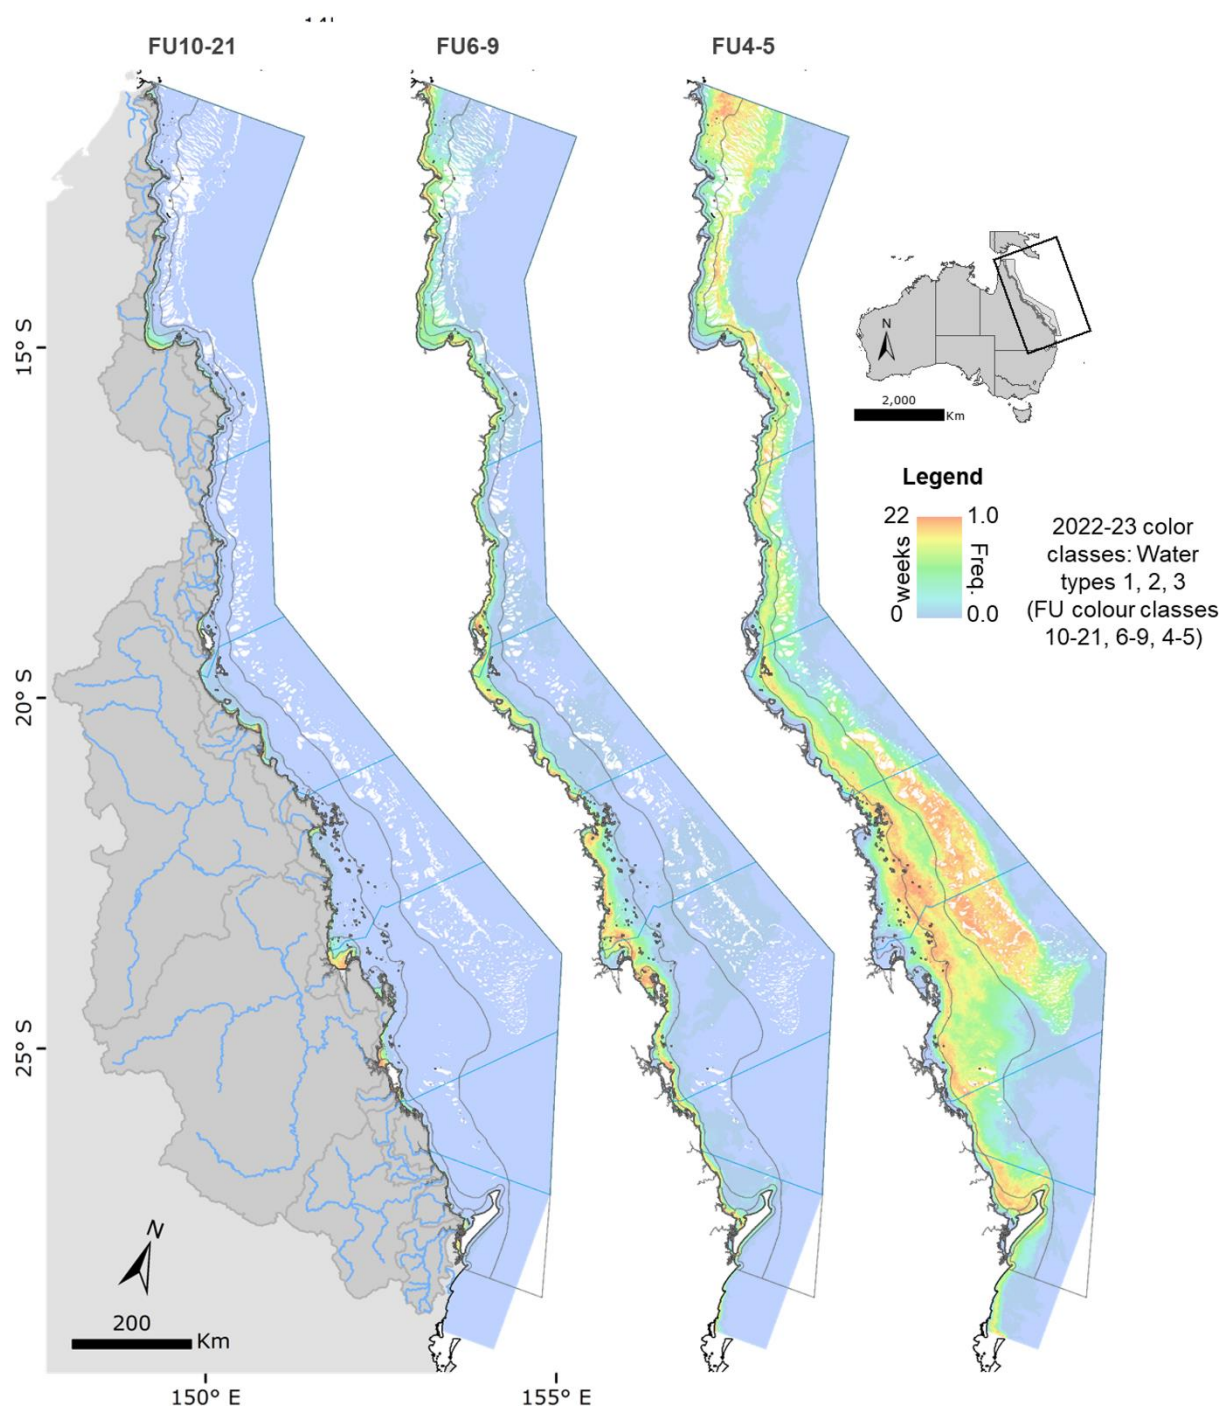 FU10-21
FU6-9
FU4-5
15° S
20° S
25° S
N
2,000
Km
Legend
22
1.0
weeks
Freq.
0
0.0
2022-23 color
classes: Water
types 1, 2, 3
(FU colour classes
10-21, 6-9, 4-5)
N
200
Km
150° E
155° E